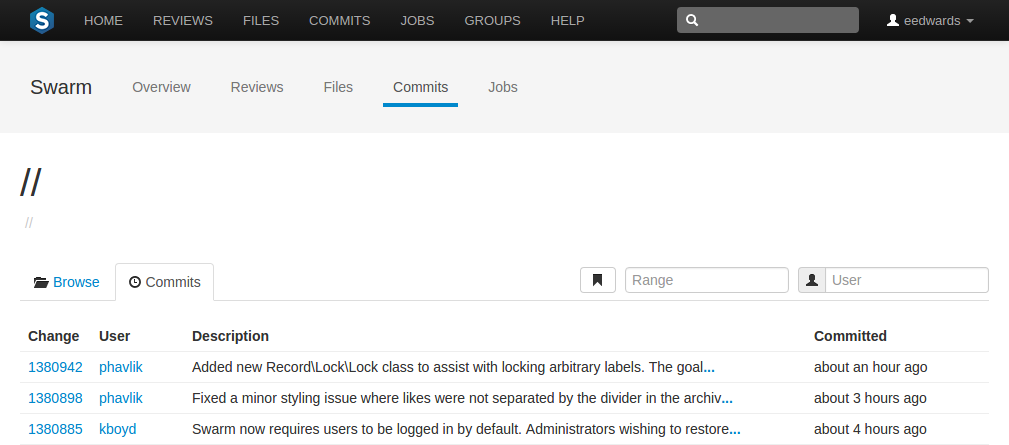 S HOME REVIEWS FILES COMMITS JOBS GROUPS HELP eedwards
Swarm Overview Reviews Files Commits Jobs
//
//
Browse Commits Range User
Change User Description Committed
1380942 phavlik Added new Record\Lock\Lock class to assist with locking arbitrary labels. The goal... about an hour ago
1380898 phavlik Fixed a minor styling issue where likes were not separated by the divider in the archiv... about 3 hours ago
1380885 kboyd Swarm now requires users to be logged in by default. Administrators wishing to restore... about 4 hours ago